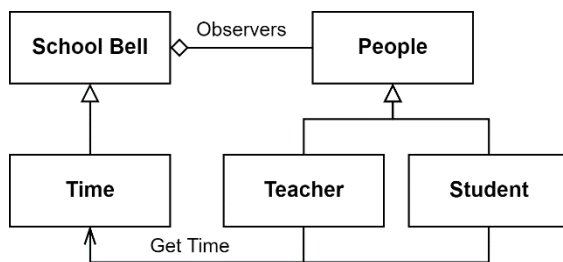 School Bell
Observers
People
Time
Teacher
Student
Get Time